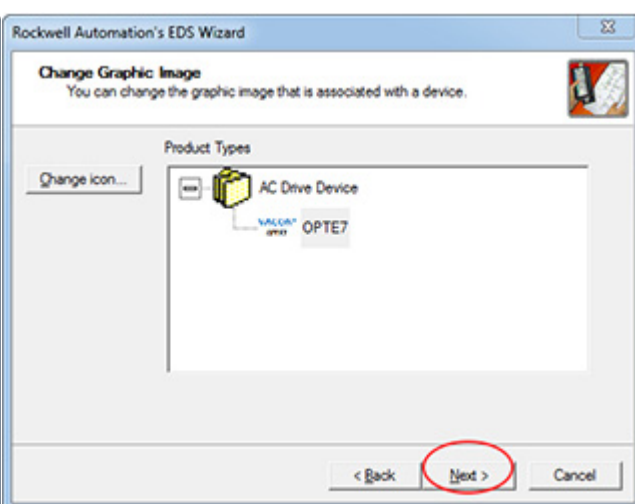 Rockwell Automation's EDS Wizard
Change Graphic Image
You can change the graphic image that is associated with a device.
Product Types
Change icon...
AC Drive Device
OPTE7
< Back
Next >
Cancel